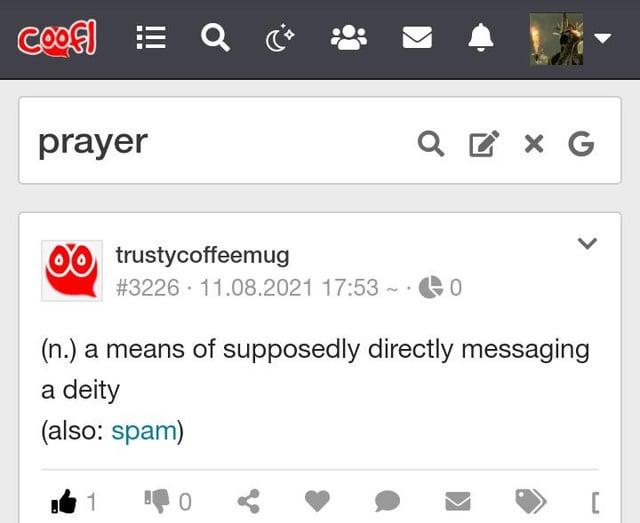 coofl
prayer
trustycoffeemug
#3226 · 11.08.2021 17:53 ~ · 0
(n.) a means of supposedly directly messaging
a deity
(also: spam)
1 0